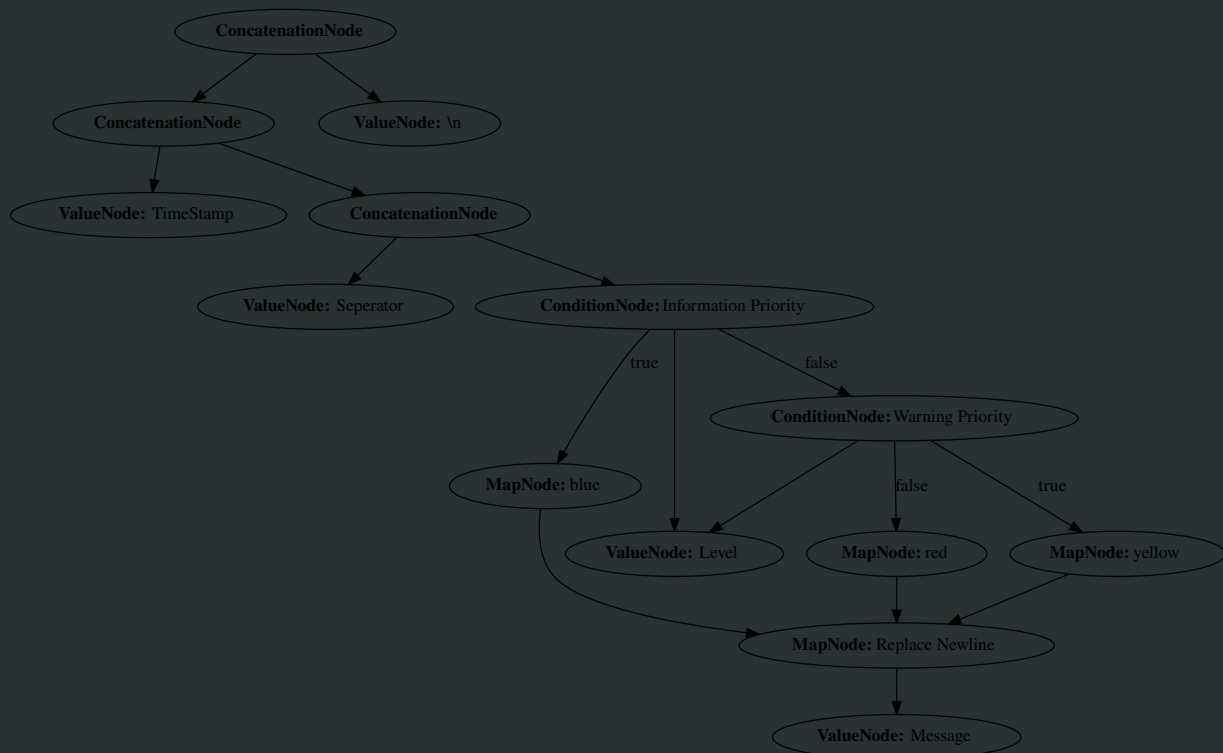 ConcatenationNode
ConcatenationNode
ValueNode: \n
ValueNode: TimeStamp
ConcatenationNode
ValueNode: Seperator
ConditionNode: Information Priority
true
false
ConditionNode: Warning Priority
MapNode: blue
false
true
ValueNode: Level
MapNode: red
MapNode: yellow
MapNode: Replace Newline
ValueNode: Message